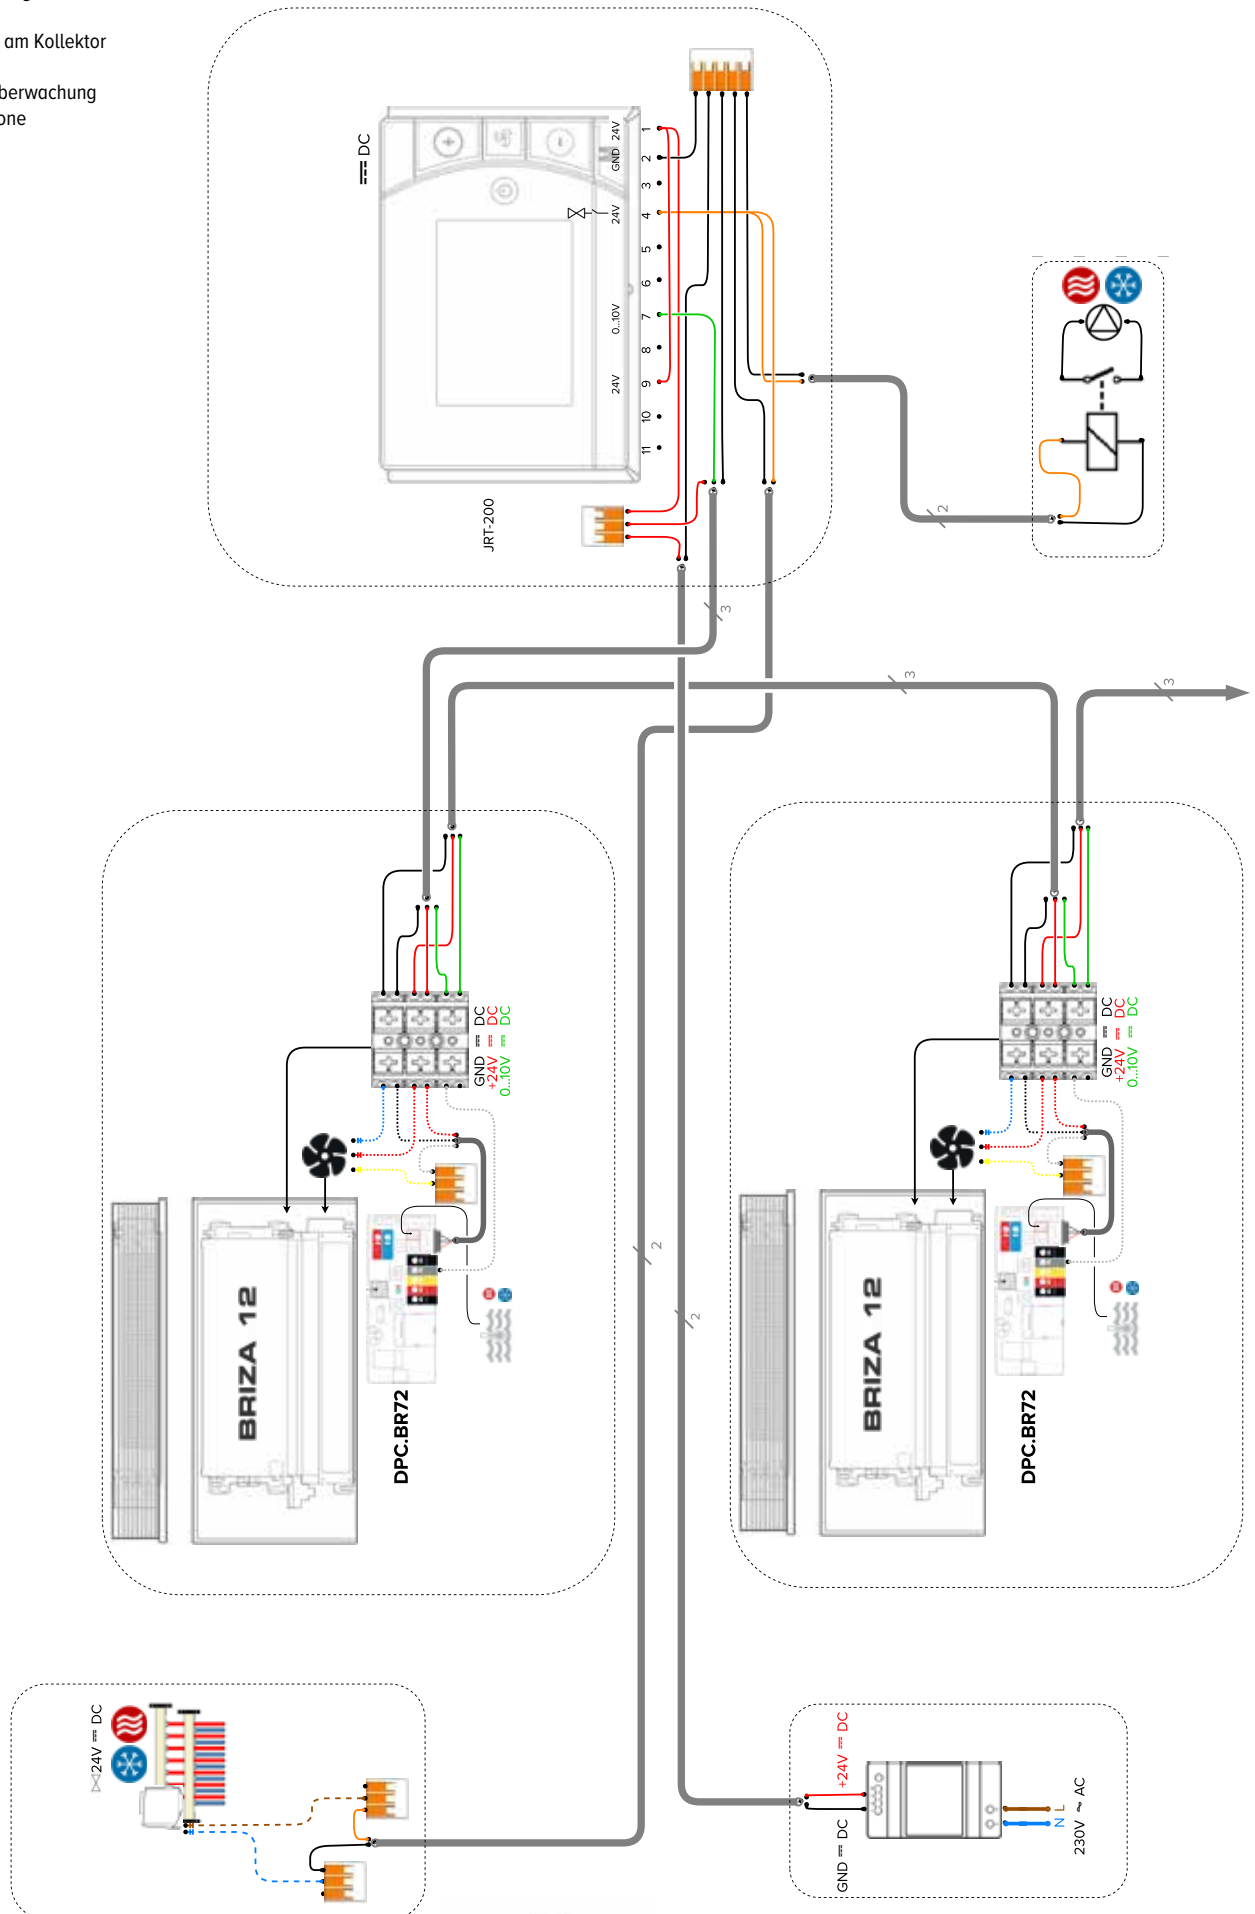 am Kollektor
berwachung
one
DC
24V 1
GND 2
3
24V 4
5
6
0...10V 7
8
24V 9
10
11
JRT-200
2
3
3
3
GND DC
+24V DC
0...10V DC
GND DC
+24V DC
0...10V DC
BRIZA 12
DPC.BR72
BRIZA 12
DPC.BR72
2
2
24V DC
+24V DC
GND DC
L
N
230V ~ AC